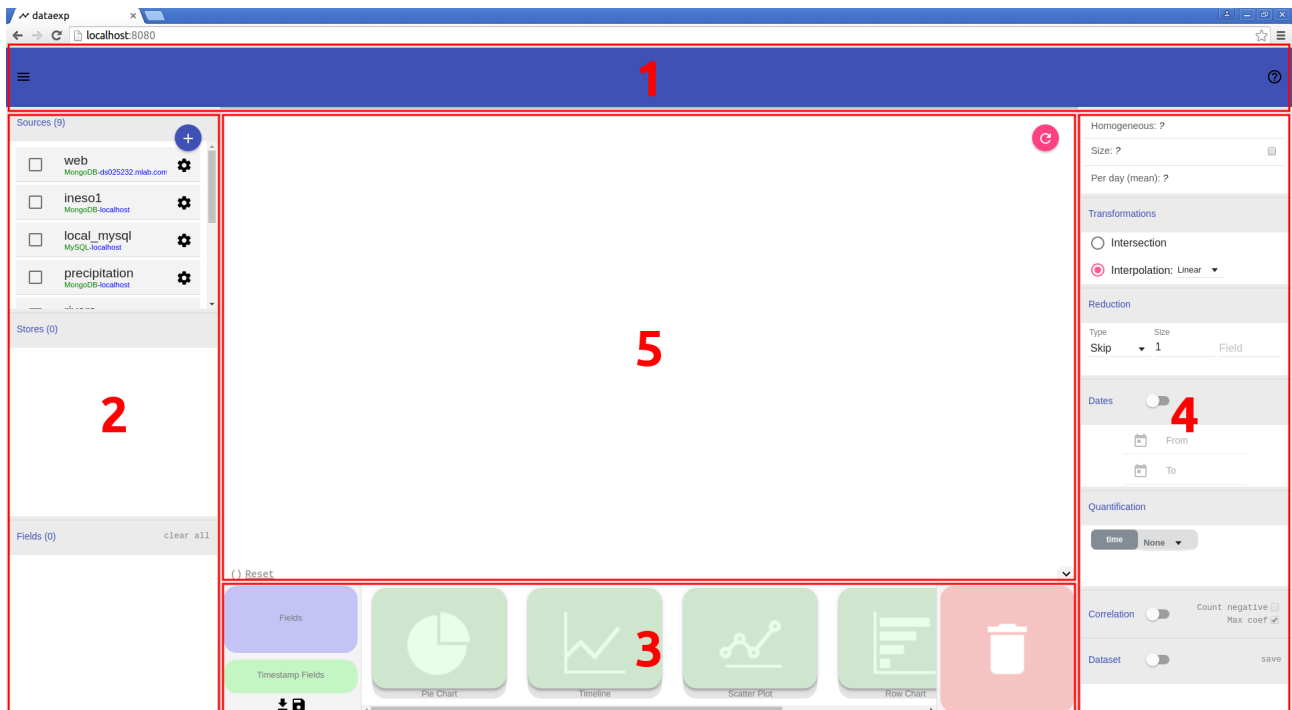 dataexp
localhost:8080
1
Sources (9)
web
MongoDB-ds025232.mlab.com
ineso1
MongoDB-localhost
local_mysql
MySQL-localhost
precipitation
MongoDB-localhost
Stores (0)
2
Fields (0) clear all
5
() Reset
Fields
Timestamp Fields
Pie Chart
Timeline
Scatter Plot
Row Chart
3
Homogeneous: ?
Size: ?
Per day (mean): ?
Transformations
Intersection
Interpolation: Linear
Reduction
Type Size
Skip 1 Field
Dates
4
From
To
Quantification
time None
Correlation Count negative
Max coef
Dataset save